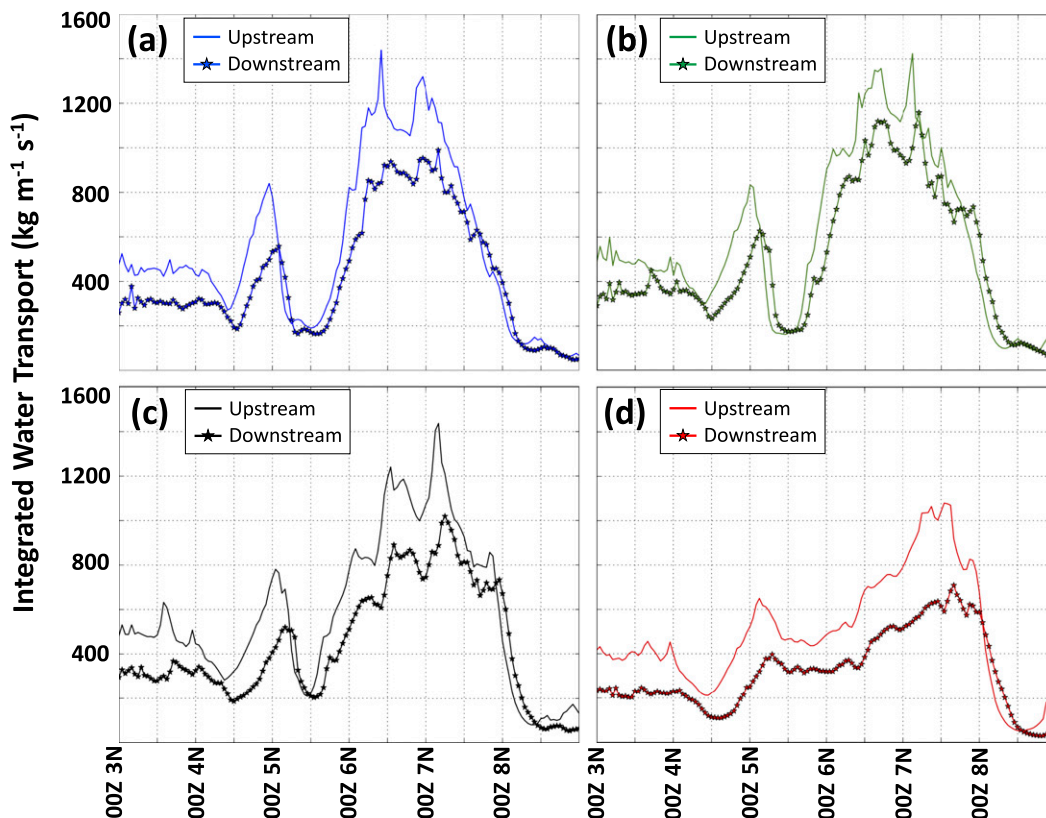 Integrated Water Transport (kg m⁻¹ s⁻¹)
1600
1200
800
400
(a)
Upstream
Downstream
(b)
Upstream
Downstream
1600
1200
800
400
(c)
Upstream
Downstream
(d)
Upstream
Downstream
00Z 3N
00Z 4N
00Z 5N
00Z 6N
00Z 7N
00Z 8N
00Z 3N
00Z 4N
00Z 5N
00Z 6N
00Z 7N
00Z 8N